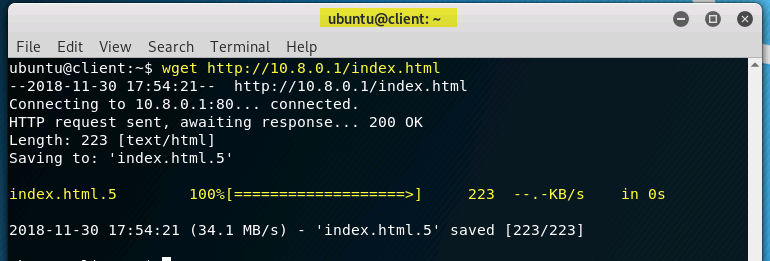 ubuntu@client: ~
File Edit View Search Terminal Help
ubuntu@client:~$ wget http://10.8.0.1/index.html
--2018-11-30 17:54:21--  http://10.8.0.1/index.html
Connecting to 10.8.0.1:80... connected.
HTTP request sent, awaiting response... 200 OK
Length: 223 [text/html]
Saving to: 'index.html.5'
index.html.5        100%[===================>]     223  --.-KB/s    in 0s
2018-11-30 17:54:21 (34.1 MB/s) - 'index.html.5' saved [223/223]